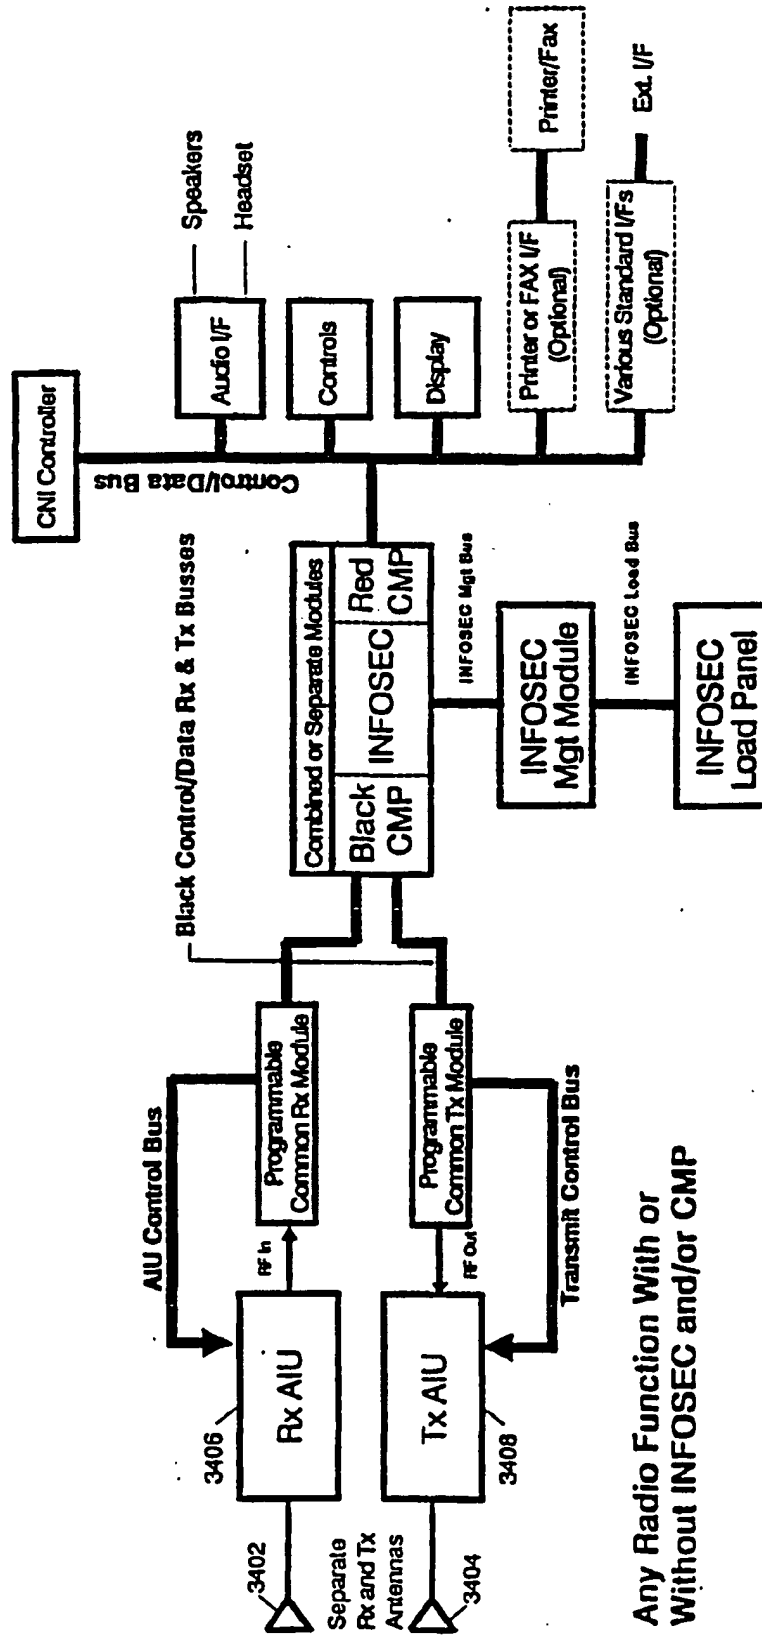 3402
Separate
Rx and Tx
Antennas
3404
3406
Rx AIU
Tx AIU
3408
AIU Control Bus
RF In
RF Out
Transmit Control Bus
Programmable
Common Rx Module
Programmable
Common Tx Module
Black Control/Data Rx & Tx Busses
Combined or Separate Modules
Black
CMP
INFOSEC
Red
CMP
INFOSEC Mgt Bus
INFOSEC
Mgt Module
INFOSEC Load Bus
INFOSEC
Load Panel
CNI Controller
Control/Data Bus
Audio I/F
Speakers
Headset
Controls
Display
Printer or FAX I/F
(Optional)
Printer/Fax
Various Standard I/Fs
(Optional)
Ext. I/F
Any Radio Function With or
Without INFOSEC and/or CMP